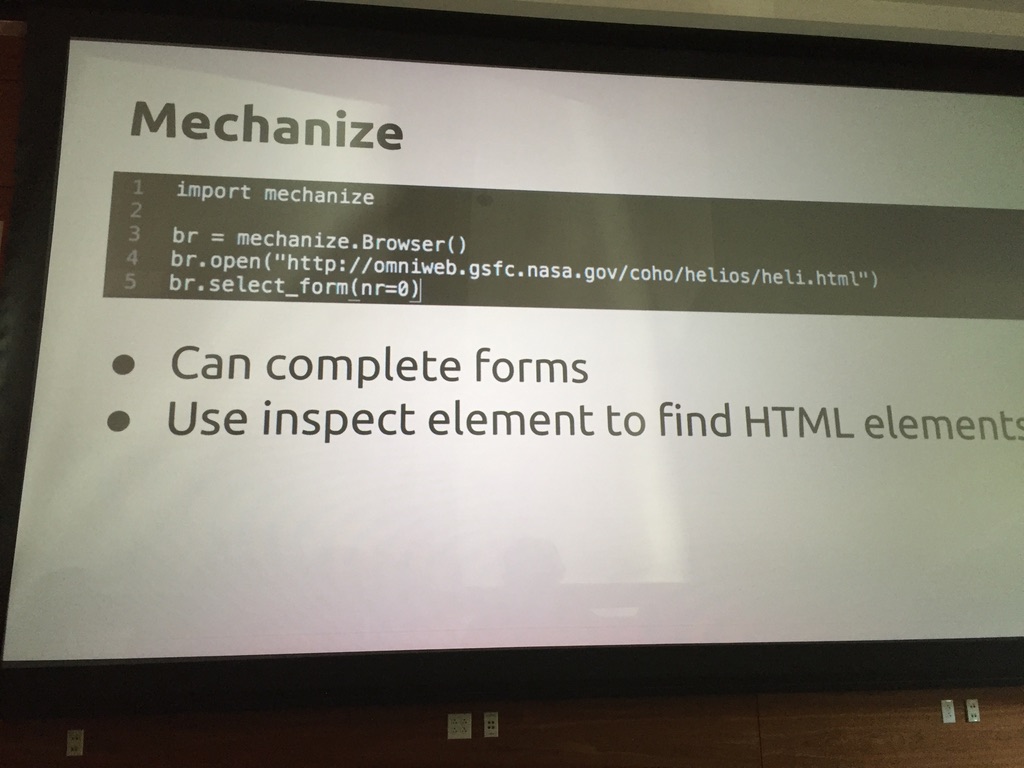 Mechanize
1 import mechanize
2
3 br = mechanize.Browser()
4 br.open("http://omniweb.gsfc.nasa.gov/coho/helios/heli.html")
5 br.select_form(nr=0)
● Can complete forms
● Use inspect element to find HTML elements